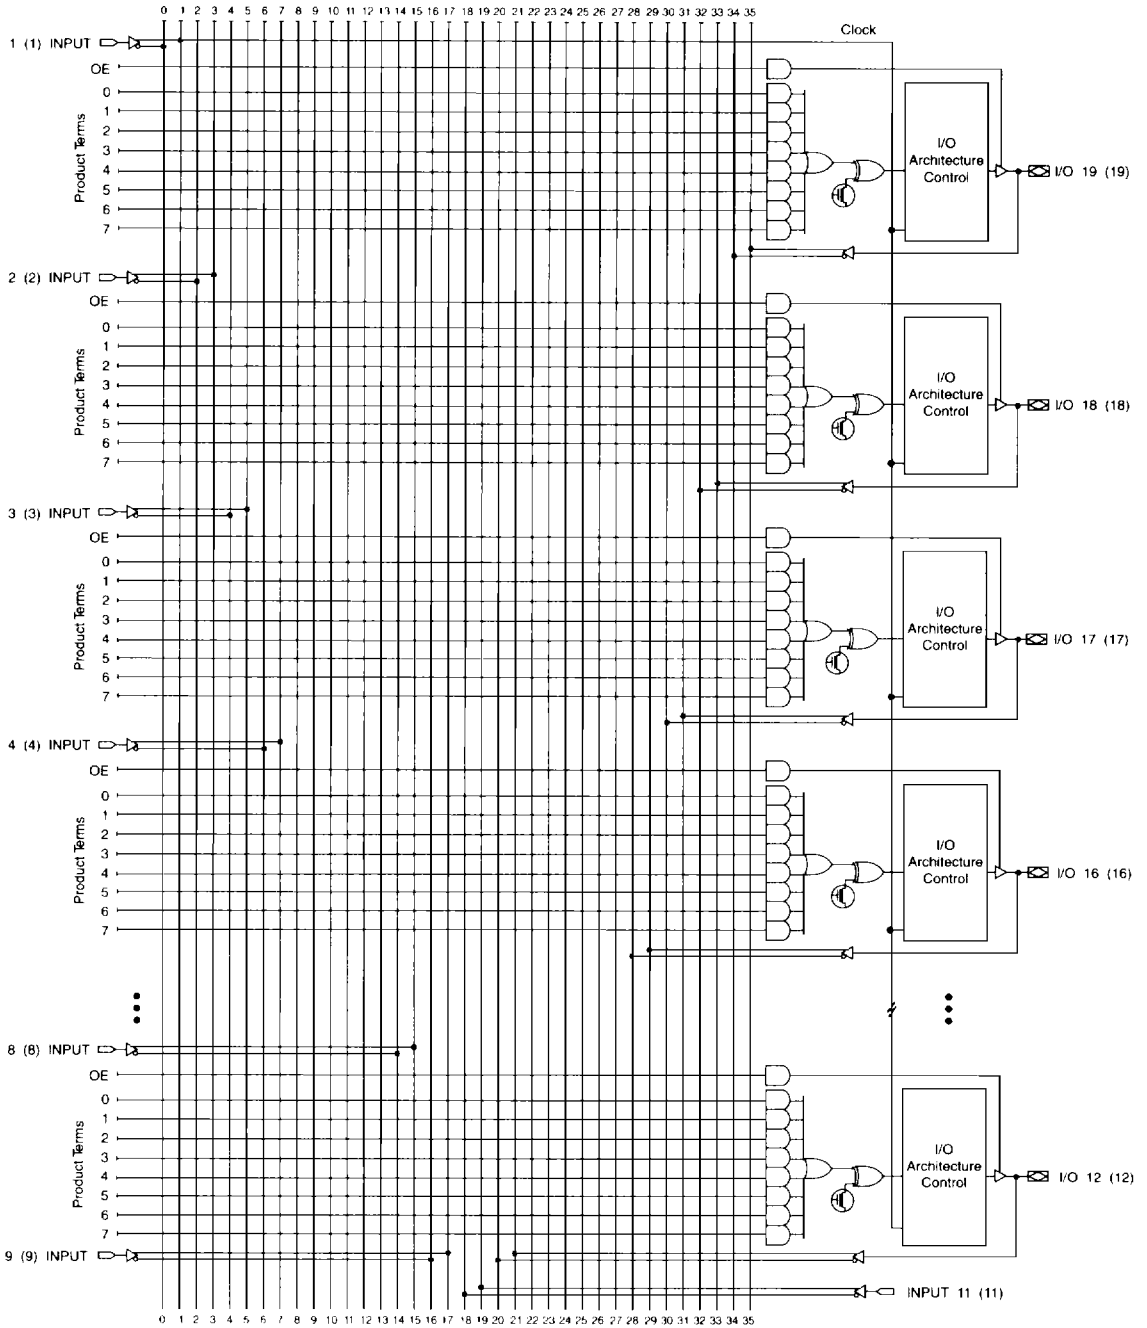 0 1 2 3 4 5 6 7 8 9 10 11 12 13 14 15 16 17 18 19 20 21 22 23 24 25 26 27 28 29 30 31 32 33 34 35
1 (1) INPUT
Clock
OE
Product Terms
0
1
2
3
4
5
6
7
I/O
Architecture
Control
I/O 19 (19)
2 (2) INPUT
OE
Product Terms
0
1
2
3
4
5
6
7
I/O
Architecture
Control
I/O 18 (18)
3 (3) INPUT
OE
Product Terms
0
1
2
3
4
5
6
7
I/O
Architecture
Control
I/O 17 (17)
4 (4) INPUT
OE
Product Terms
0
1
2
3
4
5
6
7
I/O
Architecture
Control
I/O 16 (16)
8 (8) INPUT
OE
Product Terms
0
1
2
3
4
5
6
7
I/O
Architecture
Control
I/O 12 (12)
9 (9) INPUT
INPUT 11 (11)
0 1 2 3 4 5 6 7 8 9 10 11 12 13 14 15 16 17 18 19 20 21 22 23 24 25 26 27 28 29 30 31 32 33 34 35